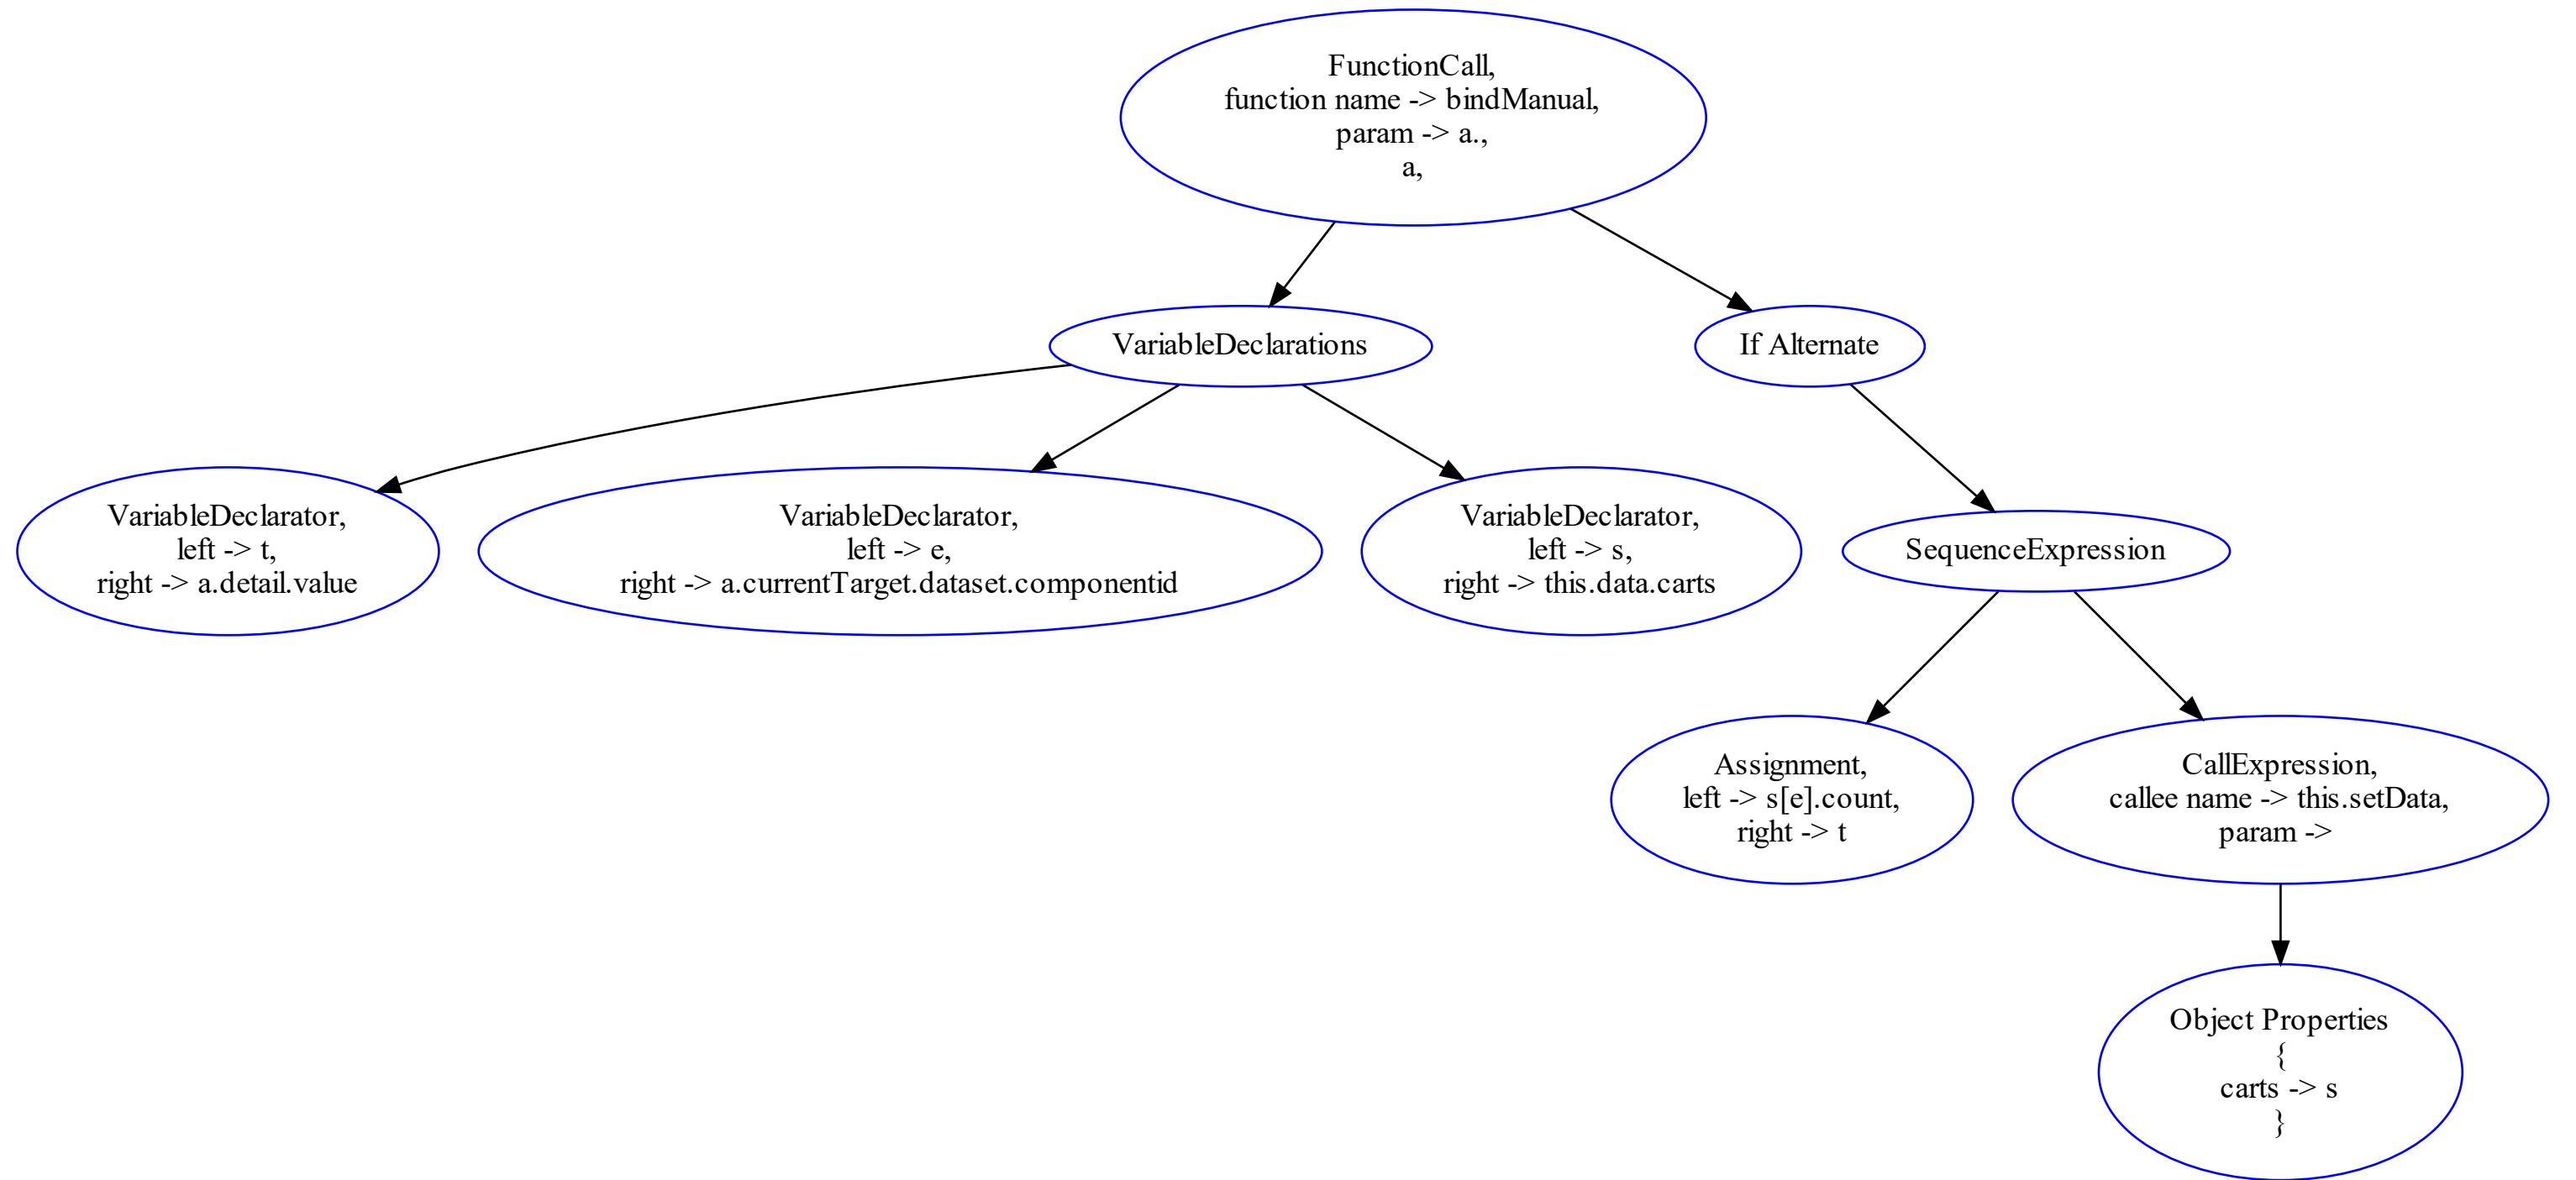 FunctionCall,
function name -> bindManual,
param -> a.,
a,
VariableDeclarations
If Alternate
VariableDeclarator,
left -> t,
right -> a.detail.value
VariableDeclarator,
left -> e,
right -> a.currentTarget.dataset.componentid
VariableDeclarator,
left -> s,
right -> this.data.carts
SequenceExpression
Assignment,
left -> s[e].count,
right -> t
CallExpression,
callee name -> this.setData,
param ->
Object Properties
{
carts -> s
}